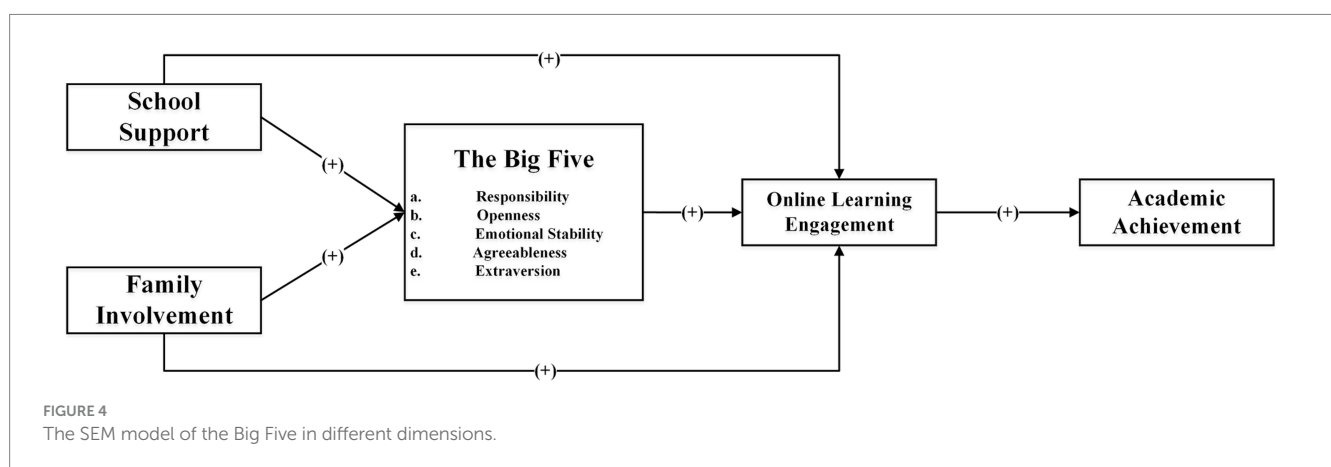 (+)
School
Support
(+)
The Big Five
a. Responsibility
b. Openness
c. Emotional Stability
d. Agreeableness
e. Extraversion
(+)
Online Learning
Engagement
(+)
Academic
Achievement
(+)
Family
Involvement
(+)
FIGURE 4
The SEM model of the Big Five in different dimensions.